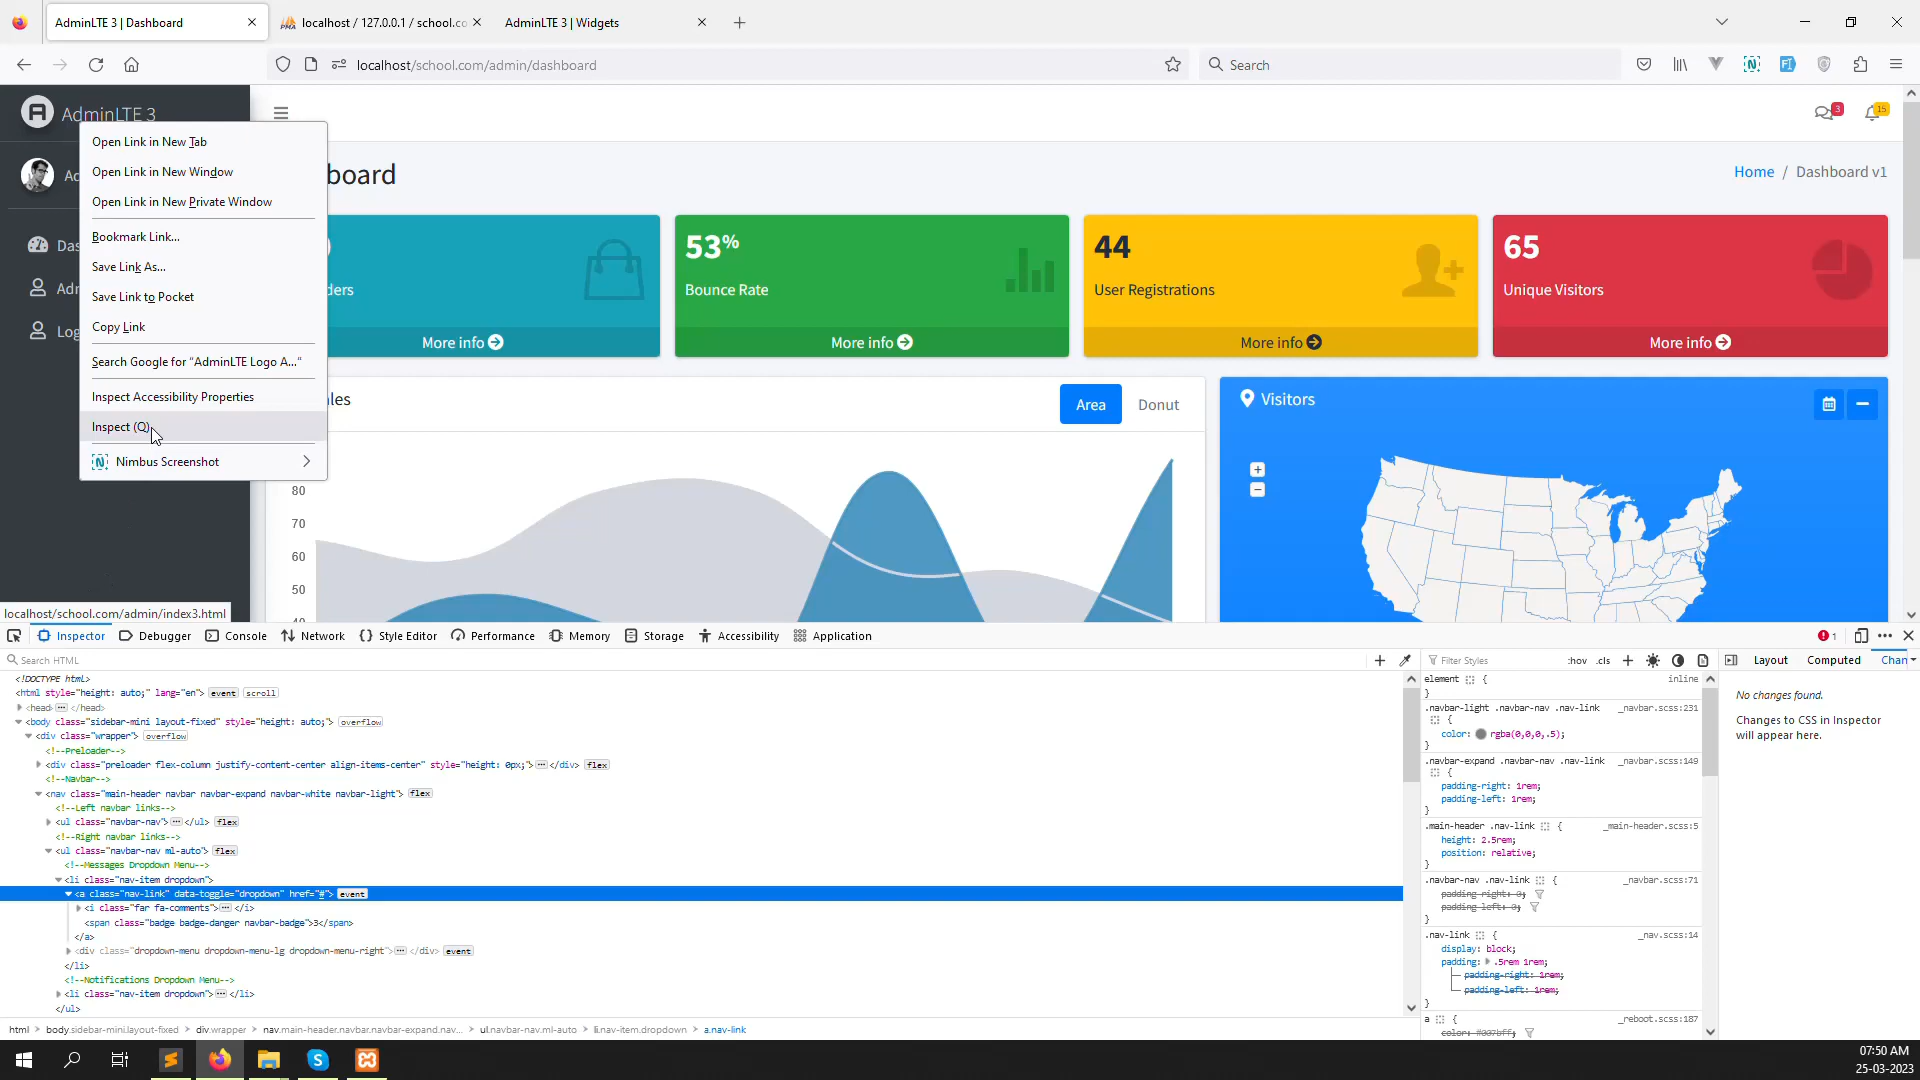 AdminLTE 3 | Dashboard
localhost / 127.0.0.1 / school.co
AdminLTE 3 | Widgets
localhost/school.com/admin/dashboard
Search
AdminLTE 3
3
15
Open Link in New Tab
Open Link in New Window
Open Link in New Private Window
Bookmark Link...
Save Link As...
Save Link to Pocket
Copy Link
Search Google for “AdminLTE Logo A...”
Inspect Accessibility Properties
Inspect (Q)
Nimbus Screenshot
board
Home / Dashboard v1
ders
More info
53%
Bounce Rate
More info
44
User Registrations
More info
65
Unique Visitors
More info
ales
Area
Donut
Visitors
+
−
80
70
60
50
localhost/school.com/admin/index3.html
Inspector
Debugger
Console
Network
Style Editor
Performance
Memory
Storage
Accessibility
Application
1
Search HTML
Filter Styles
:hov
.cls
Layout
Computed
Chan
<!DOCTYPE html>
<html style="height: auto;" lang="en"> event scroll
<head> </head>
<body class="sidebar-mini layout-fixed" style="height: auto;"> overflow
<div class="wrapper"> overflow
<!--Preloader-->
<div class="preloader flex-column justify-content-center align-items-center" style="height: 0px;"> </div> flex
<!--Navbar-->
<nav class="main-header navbar navbar-expand navbar-white navbar-light"> flex
<!--Left navbar links-->
<ul class="navbar-nav"> </ul> flex
<!--Right navbar links-->
<ul class="navbar-nav ml-auto"> flex
<!--Messages Dropdown Menu-->
<li class="nav-item dropdown">
<a class="nav-link" data-toggle="dropdown" href="#"> event
<i class="far fa-comments"> </i>
<span class="badge badge-danger navbar-badge">3</span>
</a>
<div class="dropdown-menu dropdown-menu-lg dropdown-menu-right"> </div> event
</li>
<!--Notifications Dropdown Menu-->
<li class="nav-item dropdown"> </li>
</ul>
element { inline
}
.navbar-light .navbar-nav .nav-link _navbar.scss:231
{
color: rgba(0,0,0,.5);
}
.navbar-expand .navbar-nav .nav-link _navbar.scss:149
{
padding-right: 1rem;
padding-left: 1rem;
}
.main-header .nav-link { _main-header.scss:5
height: 2.5rem;
position: relative;
}
.navbar-nav .nav-link { _navbar.scss:71
padding-right: 0;
padding-left: 0;
}
.nav-link { _nav.scss:14
display: block;
padding: .5rem 1rem;
padding-right: 1rem;
padding-left: 1rem;
}
a { _reboot.scss:187
color: #007bff;
No changes found.
Changes to CSS in Inspector
will appear here.
html > body.sidebar-mini.layout-fixed > div.wrapper > nav.main-header.navbar.navbar-expand.nav... > ul.navbar-nav.ml-auto > li.nav-item.dropdown > a.nav-link
07:50 AM
25-03-2023